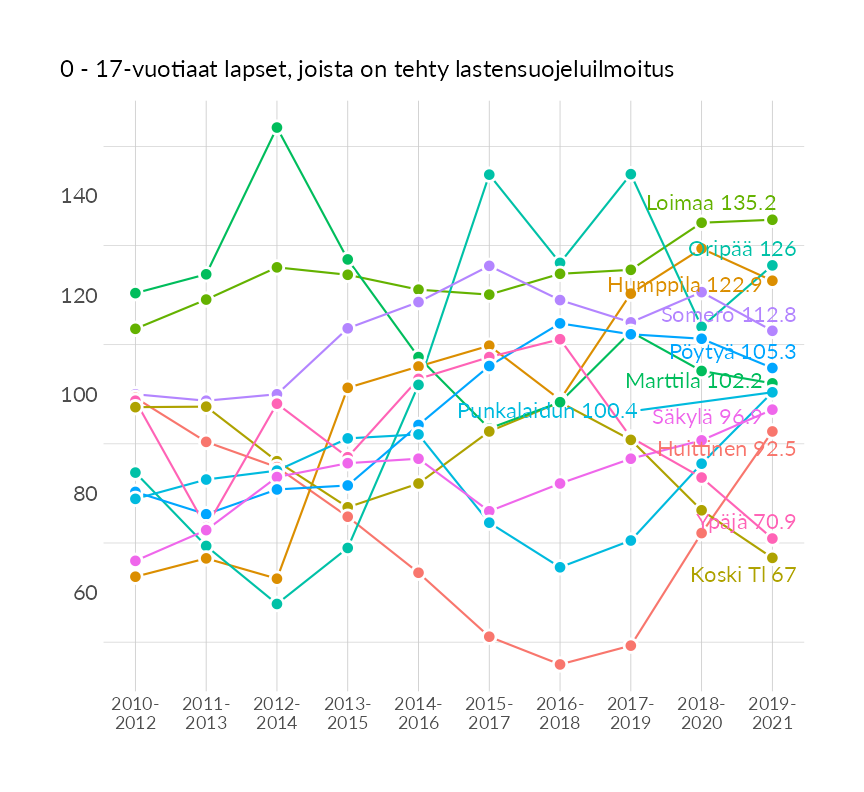 0 - 17-vuotiaat lapset, joista on tehty lastensuojeluilmoitus
140
120
100
80
60
Loimaa 135.2
Oripää 126
Humppila 122.9
Somero 112.8
Pöytyä 105.3
Marttila 102.2
Punkalaidun 100.4
Säkylä 96.9
Huittinen 92.5
Ypäjä 70.9
Koski Tl 67
2010-2012
2011-2013
2012-2014
2013-2015
2014-2016
2015-2017
2016-2018
2017-2019
2018-2020
2019-2021